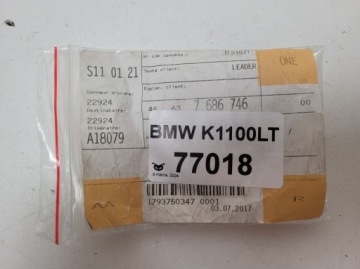 S11 01 21
LEADER
ONE
22924
46 63 7 686 746
00
22924
A18079
BMW K1100LT
77018
1793760347 0001
03.07.2017
AA
R